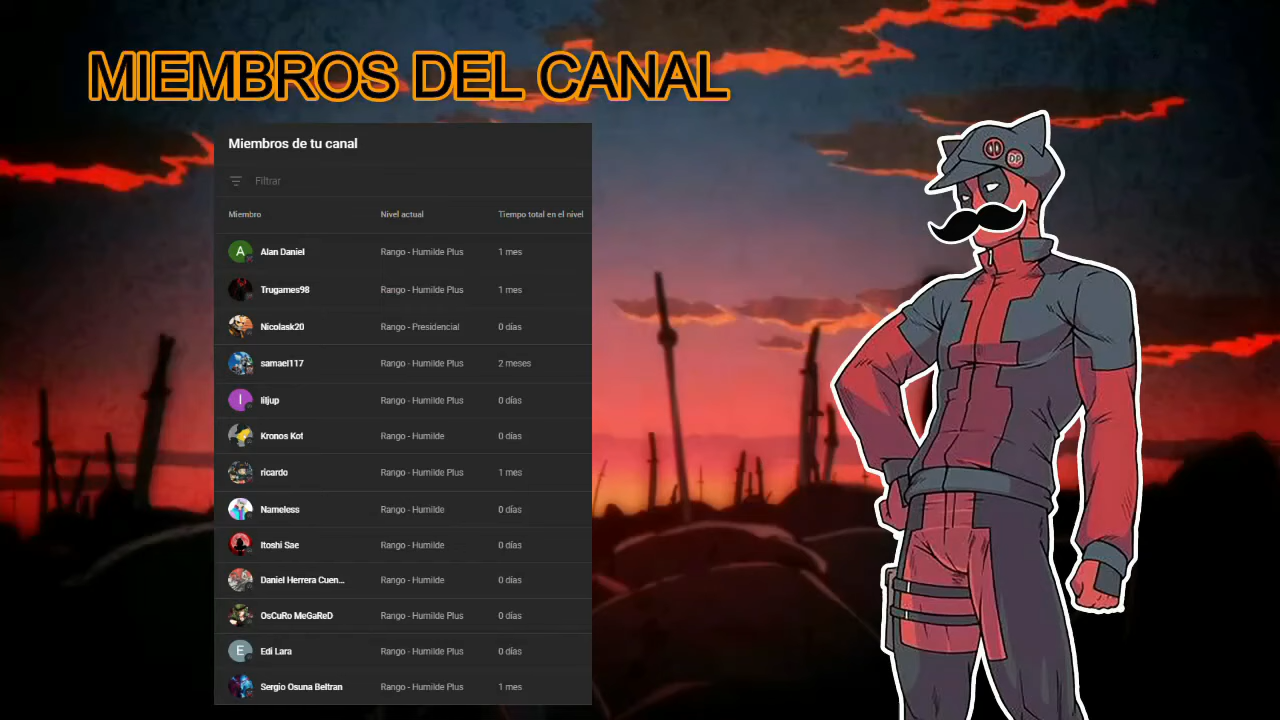 MIEMBROS DEL CANAL
Miembros de tu canal
Filtrar
Miembro Nivel actual Tiempo total en el nivel
A Alan Daniel Rango - Humilde Plus 1 mes
Trugames98 Rango - Humilde Plus 1 mes
Nicolask20 Rango - Presidencial 0 días
samael117 Rango - Humilde Plus 2 meses
l liljup Rango - Humilde Plus 0 días
Kronos Kot Rango - Humilde 0 días
ricardo Rango - Humilde Plus 1 mes
Nameless Rango - Humilde 0 días
Itoshi Sae Rango - Humilde 0 días
Daniel Herrera Cuen... Rango - Humilde 0 días
OsCuRo MeGaReD Rango - Humilde Plus 0 días
E Edi Lara Rango - Humilde Plus 0 días
Sergio Osuna Beltran Rango - Humilde Plus 1 mes
DP